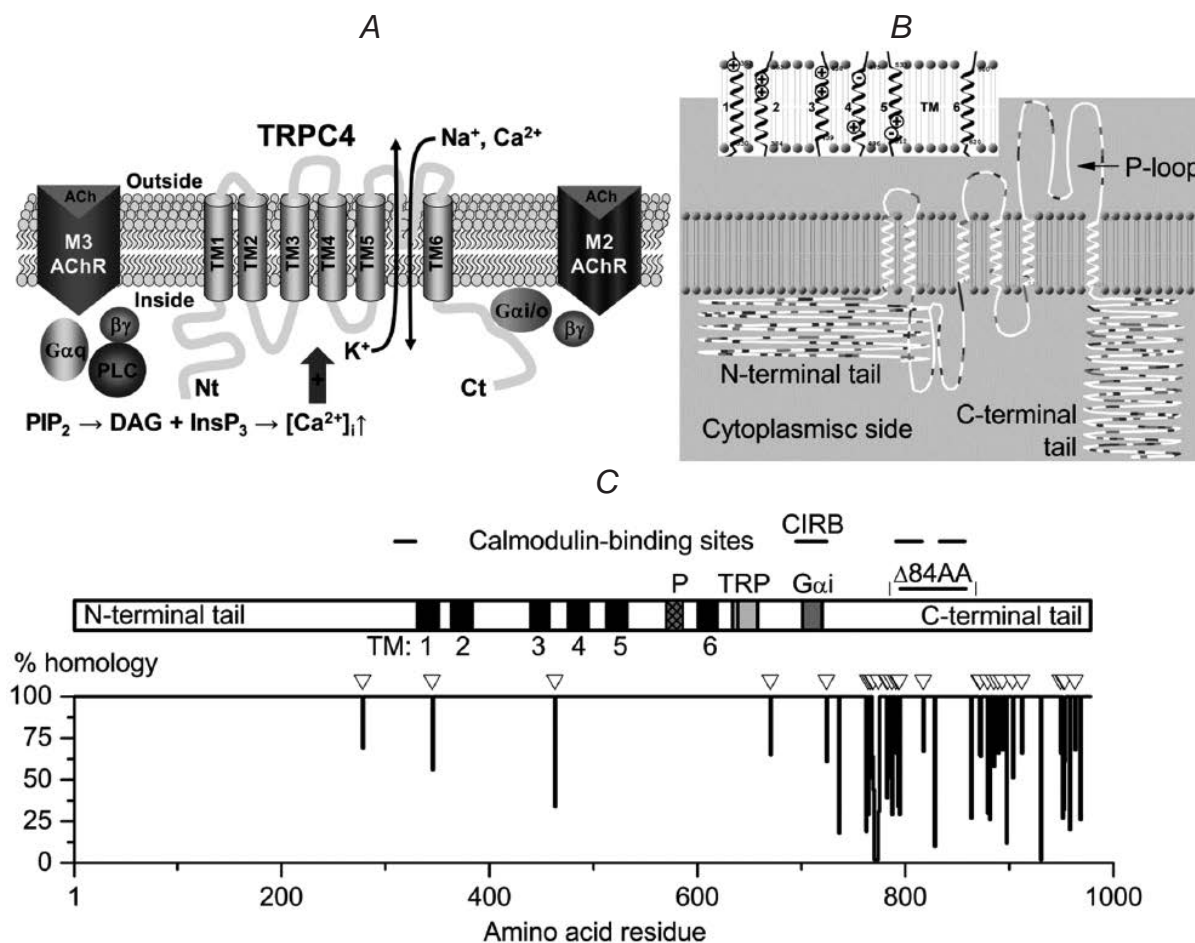 A
TRPC4
Na⁺, Ca²⁺
Outside
ACh
ACh
M3
AChR
TM1
TM2
TM3
TM4
TM5
TM6
M2
AChR
Inside
βγ
Gαq
PLC
Gαi/o
βγ
K⁺
+
Nt
Ct
PIP₂ → DAG + InsP₃ → [Ca²⁺]ᵢ↑
B
1
2
3
4
5
TM
6
P-loop
N-terminal tail
Cytoplasmisc side
C-terminal
tail
C
CIRB
Calmodulin-binding sites
Δ84AA
P
TRP
Gαi
N-terminal tail
C-terminal tail
TM: 1 2 3 4 5 6
% homology
100
75
50
25
0
1 200 400 600 800 1000
Amino acid residue